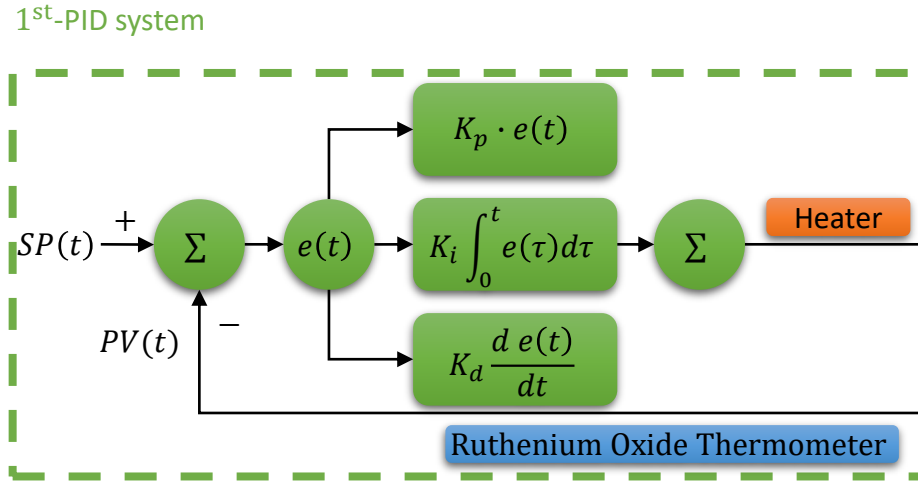 1st-PID system
K_p · e(t)
+
SP(t)
Σ
e(t)
K_i ∫_0^t e(τ)dτ
Σ
Heater
−
PV(t)
K_d d e(t)/dt
Ruthenium Oxide Thermometer